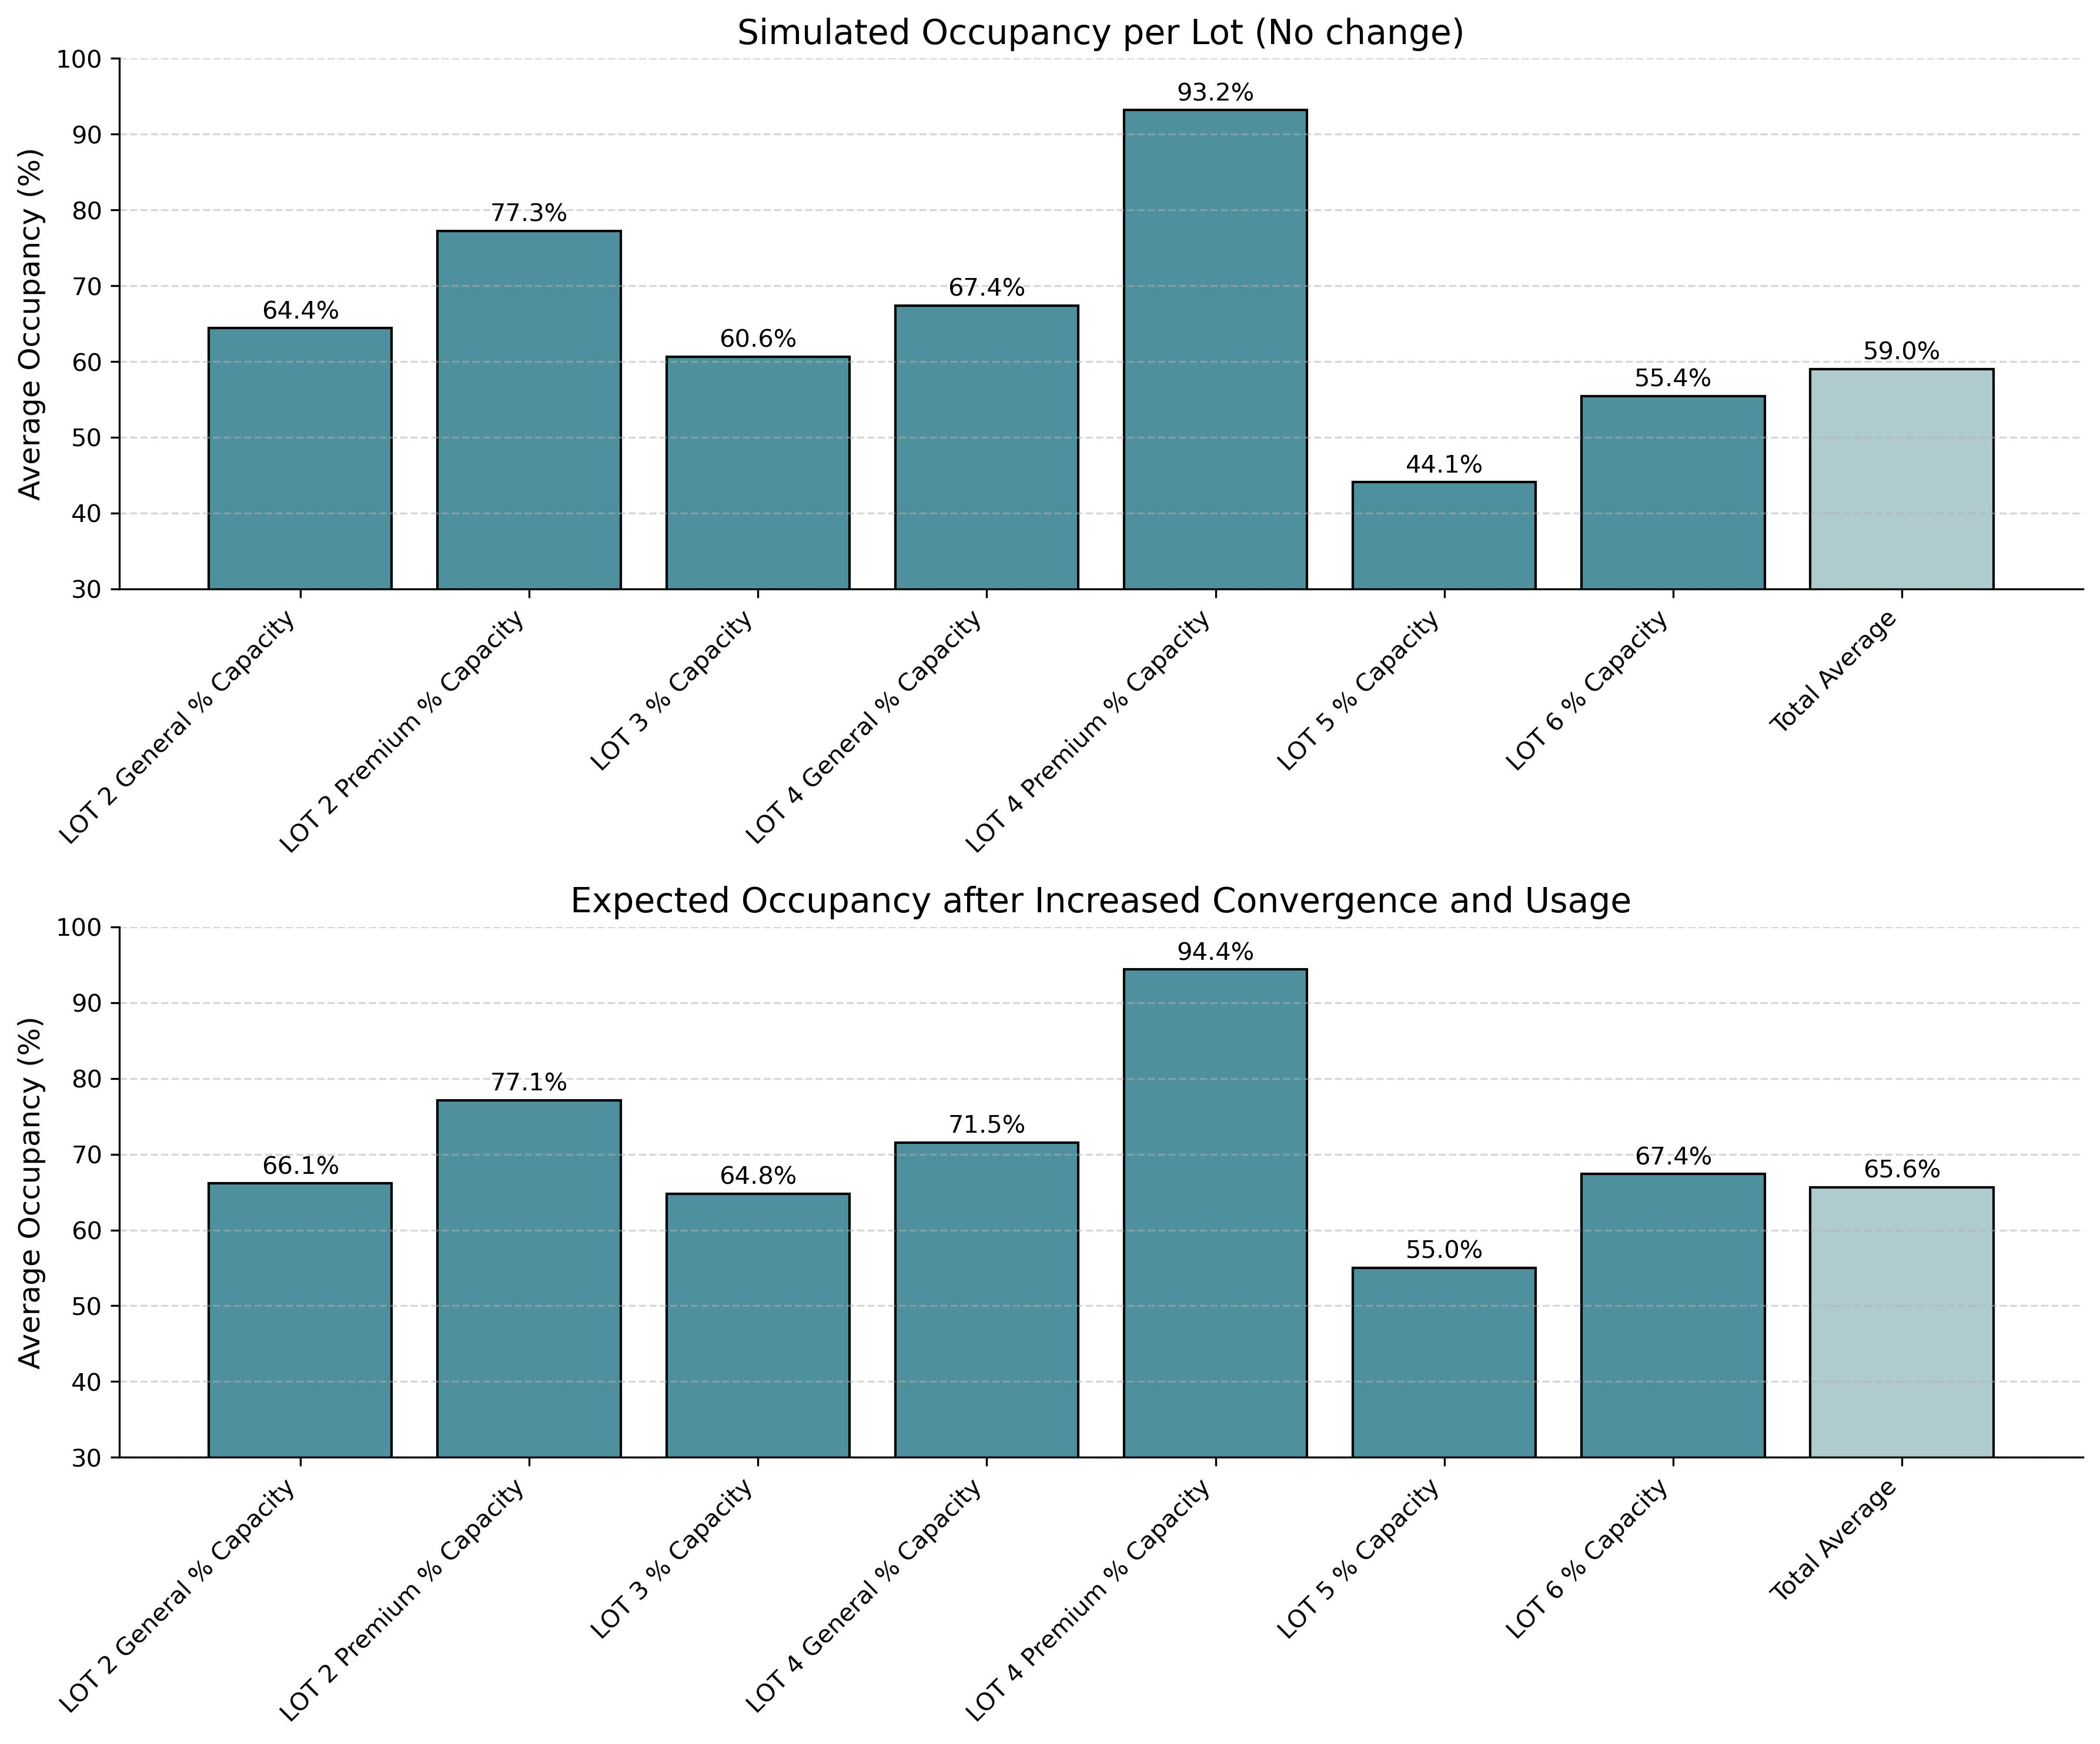 Simulated Occupancy per Lot (No change)
Average Occupancy (%)
100
90
80
70
60
50
40
30
64.4%
77.3%
60.6%
67.4%
93.2%
44.1%
55.4%
59.0%
LOT 2 General % Capacity
LOT 2 Premium % Capacity
LOT 3 % Capacity
LOT 4 General % Capacity
LOT 4 Premium % Capacity
LOT 5 % Capacity
LOT 6 % Capacity
Total Average
Expected Occupancy after Increased Convergence and Usage
Average Occupancy (%)
100
90
80
70
60
50
40
30
66.1%
77.1%
64.8%
71.5%
94.4%
55.0%
67.4%
65.6%
LOT 2 General % Capacity
LOT 2 Premium % Capacity
LOT 3 % Capacity
LOT 4 General % Capacity
LOT 4 Premium % Capacity
LOT 5 % Capacity
LOT 6 % Capacity
Total Average